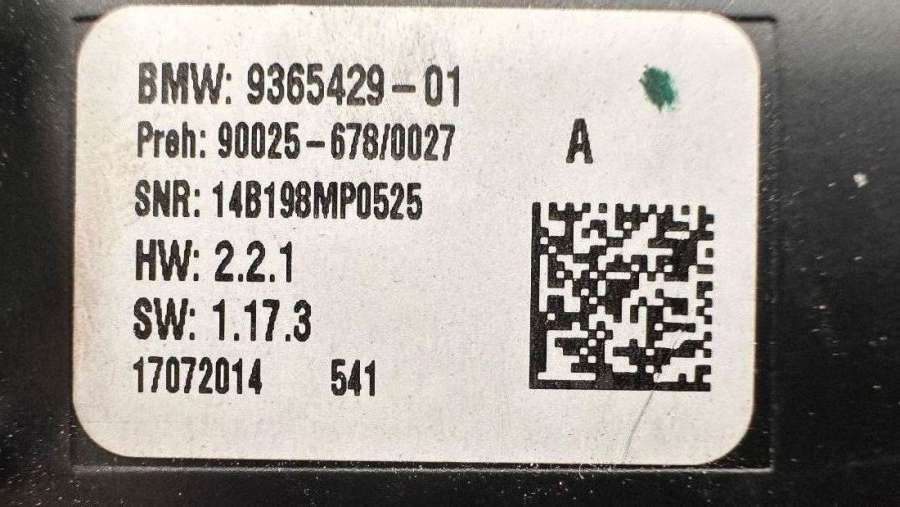 BMW: 9365429-01
Preh: 90025-678/0027
A
SNR: 14B198MP0525
HW: 2.2.1
SW: 1.17.3
17072014 541